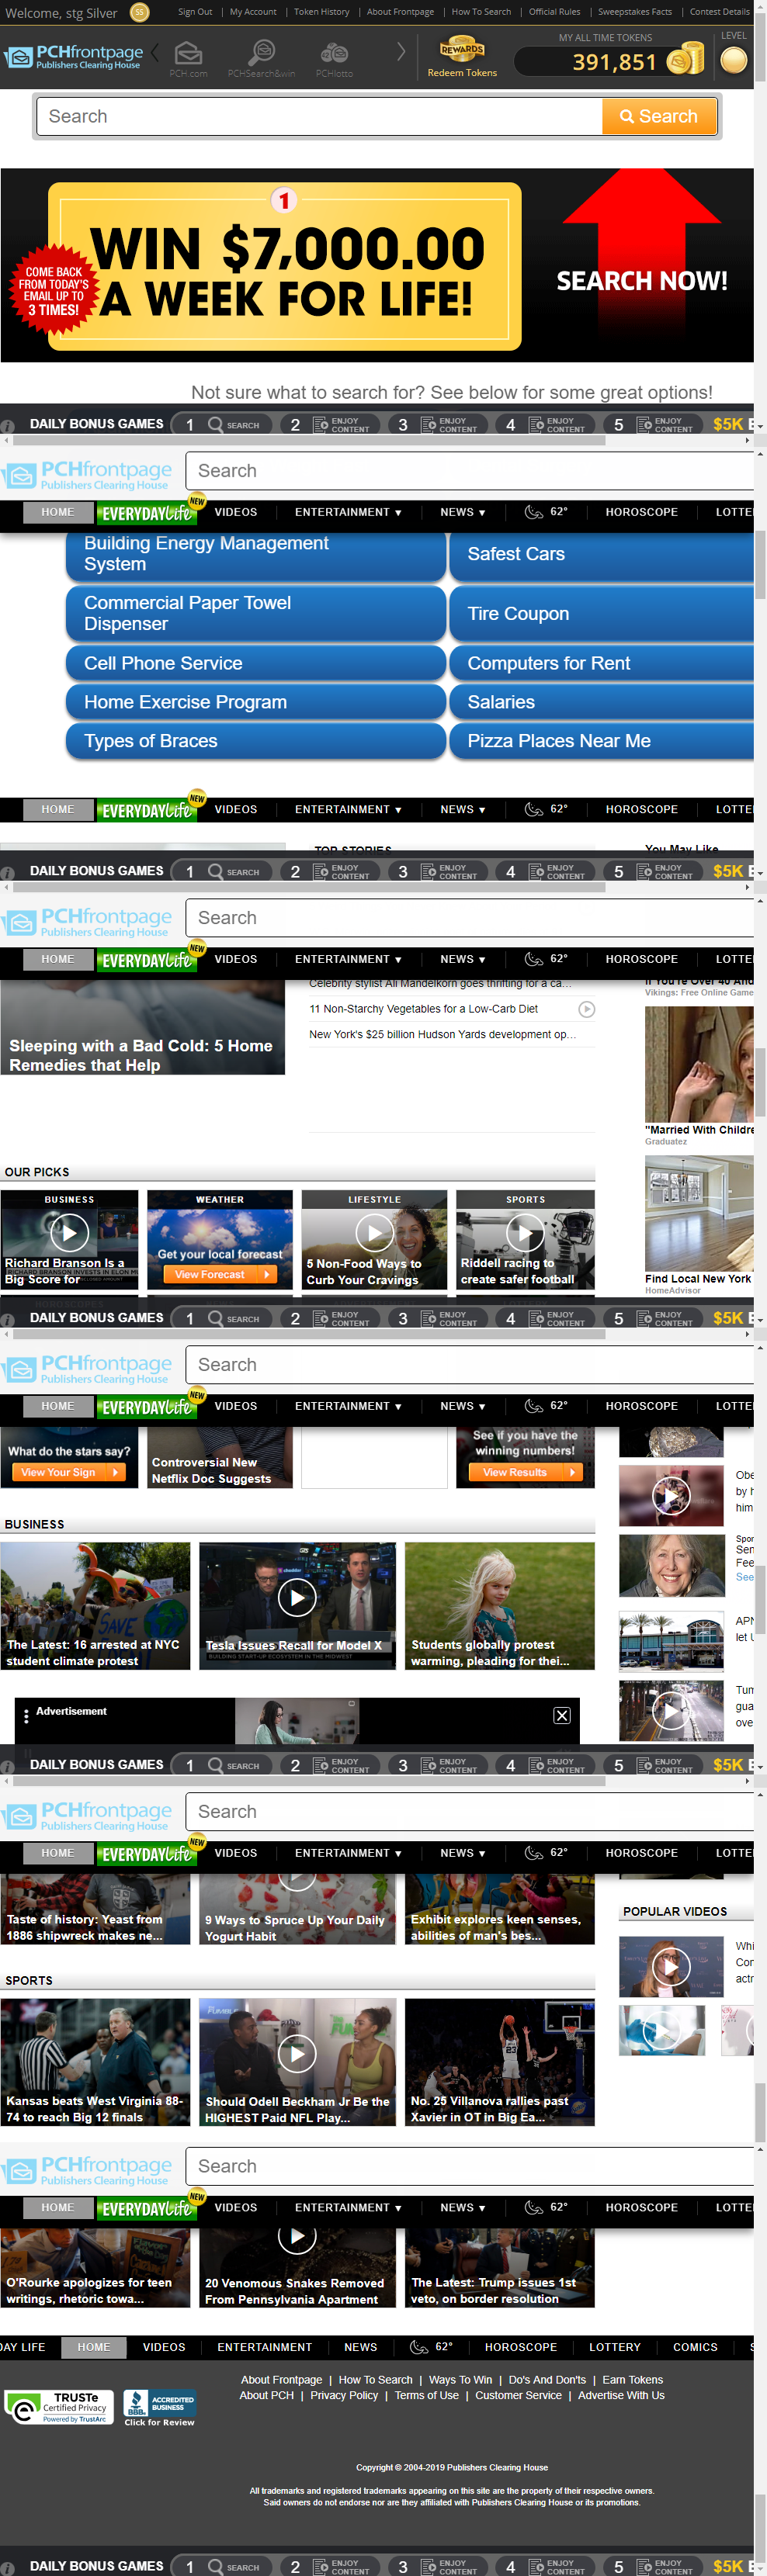 Welcome, stg Silver SS Sign Out | My Account | Token History | About Frontpage | How To Search | Official Rules | Sweepstakes Facts | Contest Details
PCHfrontpage
Publishers Clearing House
PCH.com PCHSearch&win PCHlotto
REWARDS
Redeem Tokens
MY ALL TIME TOKENS
391,851
LEVEL
Search Search
1
WIN $7,000.00
A WEEK FOR LIFE!
COME BACK
FROM TODAY'S
EMAIL UP TO
3 TIMES!
SEARCH NOW!
Not sure what to search for? See below for some great options!
DAILY BONUS GAMES 1 SEARCH 2 ENJOY CONTENT 3 ENJOY CONTENT 4 ENJOY CONTENT 5 ENJOY CONTENT $5K
PCHfrontpage
Publishers Clearing House
Search
HOME EVERYDAYLife NEW VIDEOS ENTERTAINMENT NEWS 62° HOROSCOPE
Building Energy Management
System
Safest Cars
Commercial Paper Towel
Dispenser
Tire Coupon
Cell Phone Service Computers for Rent
Home Exercise Program Salaries
Types of Braces Pizza Places Near Me
HOME EVERYDAYLife NEW VIDEOS ENTERTAINMENT NEWS 62° HOROSCOPE
TOP STORIES
You May Like
DAILY BONUS GAMES 1 SEARCH 2 ENJOY CONTENT 3 ENJOY CONTENT 4 ENJOY CONTENT 5 ENJOY CONTENT $5K
PCHfrontpage
Publishers Clearing House
Search
HOME EVERYDAYLife NEW VIDEOS ENTERTAINMENT NEWS 62° HOROSCOPE
Celebrity stylist Ali Mandelkorn goes thrifting for a ca...
11 Non-Starchy Vegetables for a Low-Carb Diet
New York's $25 billion Hudson Yards development op...
Sleeping with a Bad Cold: 5 Home
Remedies that Help
If You're Over 40 And
Vikings: Free Online Game
"Married With Childre
Graduatez
OUR PICKS
BUSINESS
Richard Branson Is a
Big Score for
WEATHER
Get your local forecast
View Forecast
LIFESTYLE
5 Non-Food Ways to
Curb Your Cravings
SPORTS
Riddell racing to
create safer football
Find Local New York
HomeAdvisor
DAILY BONUS GAMES 1 SEARCH 2 ENJOY CONTENT 3 ENJOY CONTENT 4 ENJOY CONTENT 5 ENJOY CONTENT $5K
PCHfrontpage
Publishers Clearing House
Search
HOME EVERYDAYLife NEW VIDEOS ENTERTAINMENT NEWS 62° HOROSCOPE
What do the stars say?
View Your Sign
Controversial New
Netflix Doc Suggests
See if you have the
winning numbers!
View Results
BUSINESS
The Latest: 16 arrested at NYC
student climate protest
Tesla Issues Recall for Model X
BUILDING START-UP ECOSYSTEM IN THE MIDWEST
Students globally protest
warming, pleading for thei...
Obe
by h
him
Spor
Sen
Fee
See
let U
gua
ove
Advertisement
DAILY BONUS GAMES 1 SEARCH 2 ENJOY CONTENT 3 ENJOY CONTENT 4 ENJOY CONTENT 5 ENJOY CONTENT $5K
PCHfrontpage
Publishers Clearing House
Search
HOME EVERYDAYLife NEW VIDEOS ENTERTAINMENT NEWS 62° HOROSCOPE
Taste of history: Yeast from
1886 shipwreck makes ne...
9 Ways to Spruce Up Your Daily
Yogurt Habit
Exhibit explores keen senses,
abilities of man's bes...
POPULAR VIDEOS
Whi
Cor
actr
SPORTS
Kansas beats West Virginia 88-
74 to reach Big 12 finals
Should Odell Beckham Jr Be the
HIGHEST Paid NFL Play...
No. 25 Villanova rallies past
Xavier in OT in Big Ea...
PCHfrontpage
Publishers Clearing House
Search
HOME EVERYDAYLife NEW VIDEOS ENTERTAINMENT NEWS 62° HOROSCOPE
O'Rourke apologizes for teen
writings, rhetoric towa...
20 Venomous Snakes Removed
From Pennsylvania Apartment
The Latest: Trump issues 1st
veto, on border resolution
DAY LIFE HOME VIDEOS ENTERTAINMENT NEWS 62° HOROSCOPE LOTTERY COMICS
About Frontpage | How To Search | Ways To Win | Do's And Don'ts | Earn Tokens
About PCH | Privacy Policy | Terms of Use | Customer Service | Advertise With Us
TRUSTe
Certified Privacy
Powered by TrustArc
BBB
ACCREDITED
BUSINESS
Click for Review
Copyright © 2004-2019 Publishers Clearing House
All trademarks and registered trademarks appearing on this site are the property of their respective owners.
Said owners do not endorse nor are they affiliated with Publishers Clearing House or its promotions.
DAILY BONUS GAMES 1 SEARCH 2 ENJOY CONTENT 3 ENJOY CONTENT 4 ENJOY CONTENT 5 ENJOY CONTENT $5K